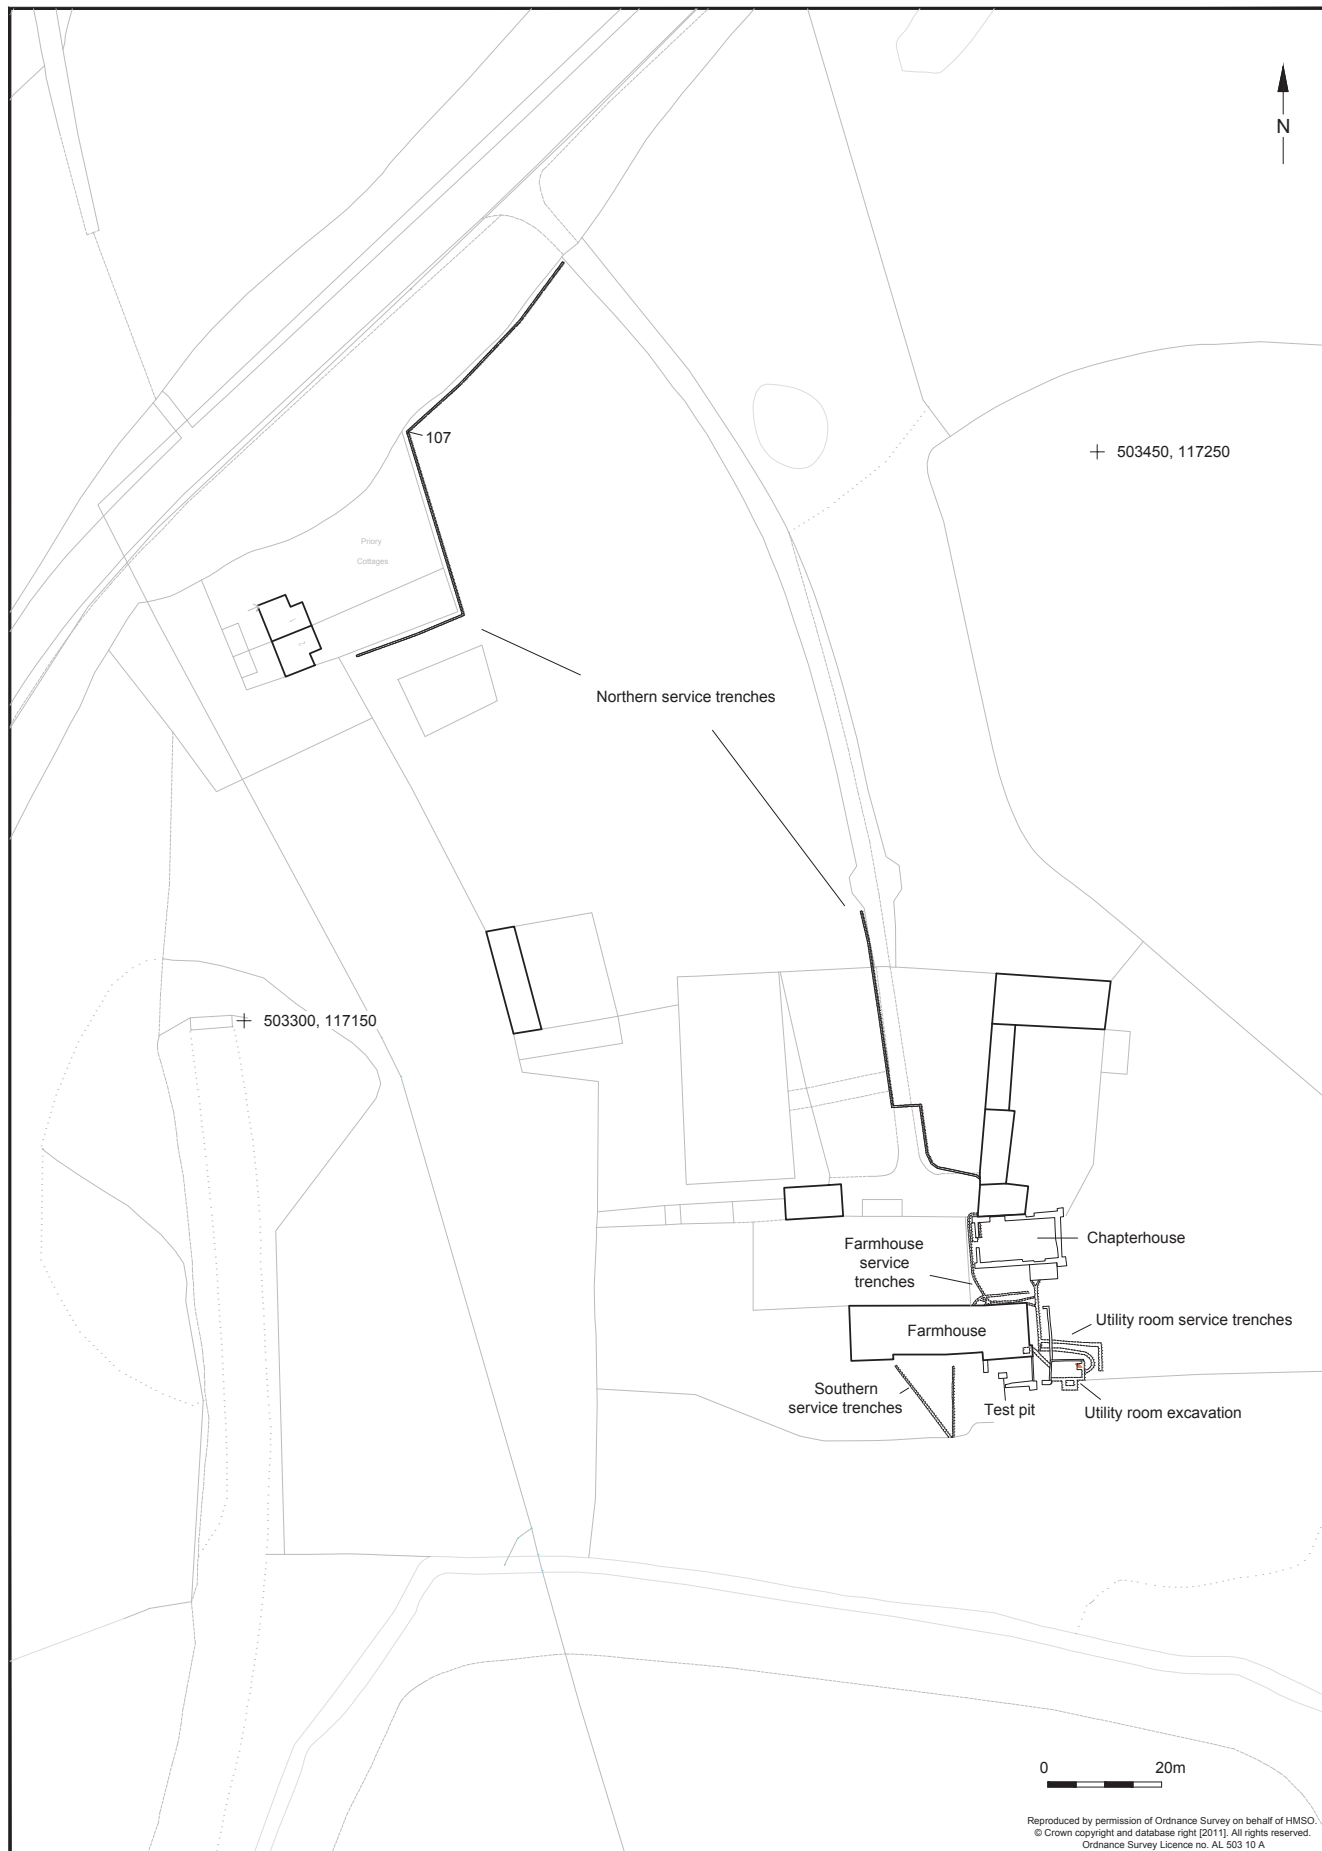 N
107
503450, 117250
Priory
Cottages
Northern service trenches
503300, 117150
Farmhouse
service
trenches
Chapterhouse
Utility room service trenches
Farmhouse
Southern
service trenches
Test pit
Utility room excavation
0 20m
Reproduced by permission of Ordnance Survey on behalf of HMSO.
© Crown copyright and database right [2011]. All rights reserved.
Ordnance Survey Licence no. AL 503 10 A